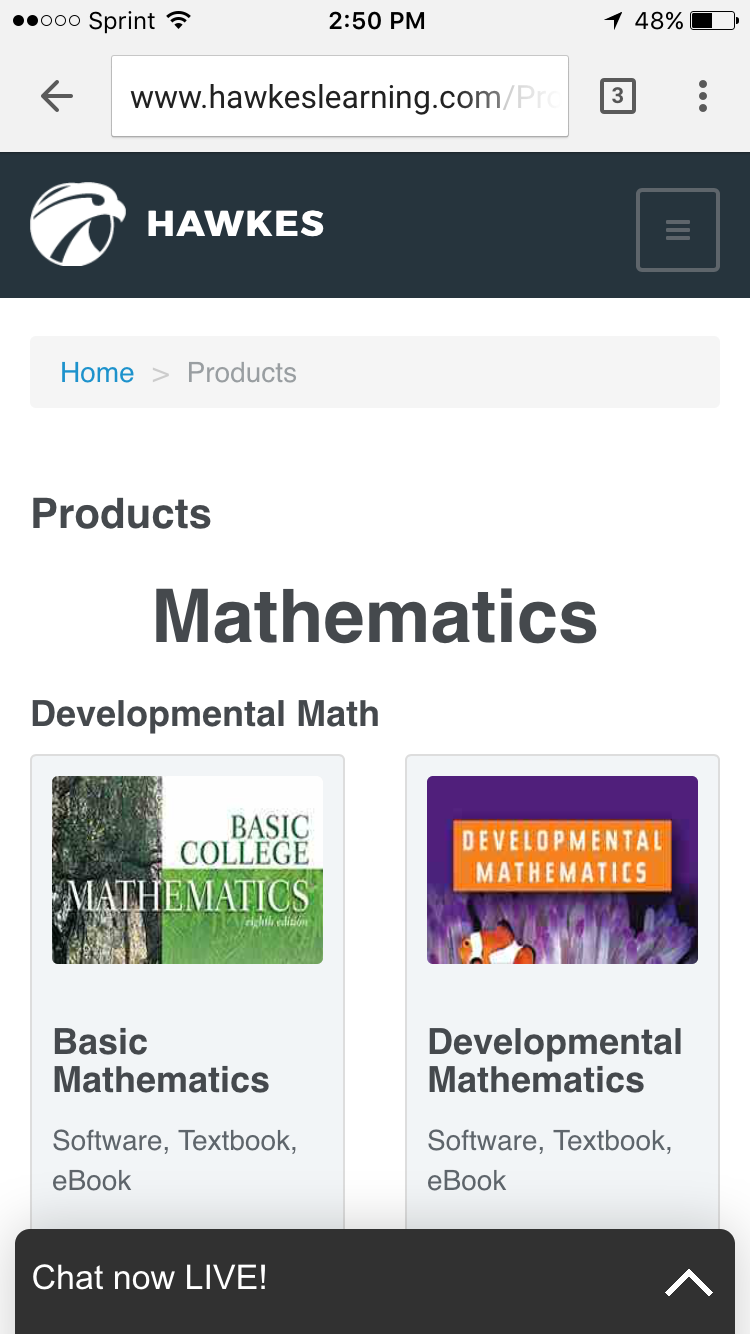 Sprint 2:50 PM 48%
www.hawkeslearning.com/Pro
3
HAWKES
Home > Products
Products
Mathematics
Developmental Math
BASIC
COLLEGE
MATHEMATICS
eighth edition
DEVELOPMENTAL
MATHEMATICS
Basic
Mathematics
Software, Textbook,
eBook
Developmental
Mathematics
Software, Textbook,
eBook
Chat now LIVE!